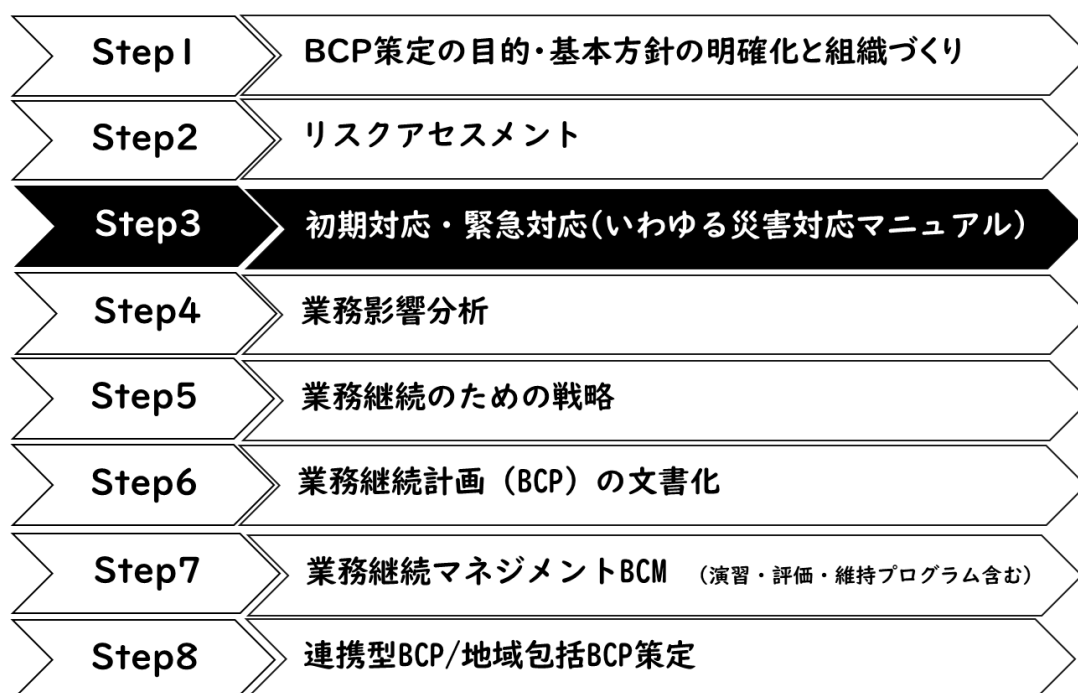 Step1 BCP策定の目的・基本方針の明確化と組織づくり
Step2 リスクアセスメント
Step3 初期対応・緊急対応(いわゆる災害対応マニュアル)
Step4 業務影響分析
Step5 業務継続のための戦略
Step6 業務継続計画（BCP）の文書化
Step7 業務継続マネジメントBCM （演習・評価・維持プログラム含む）
Step8 連携型BCP/地域包括BCP策定